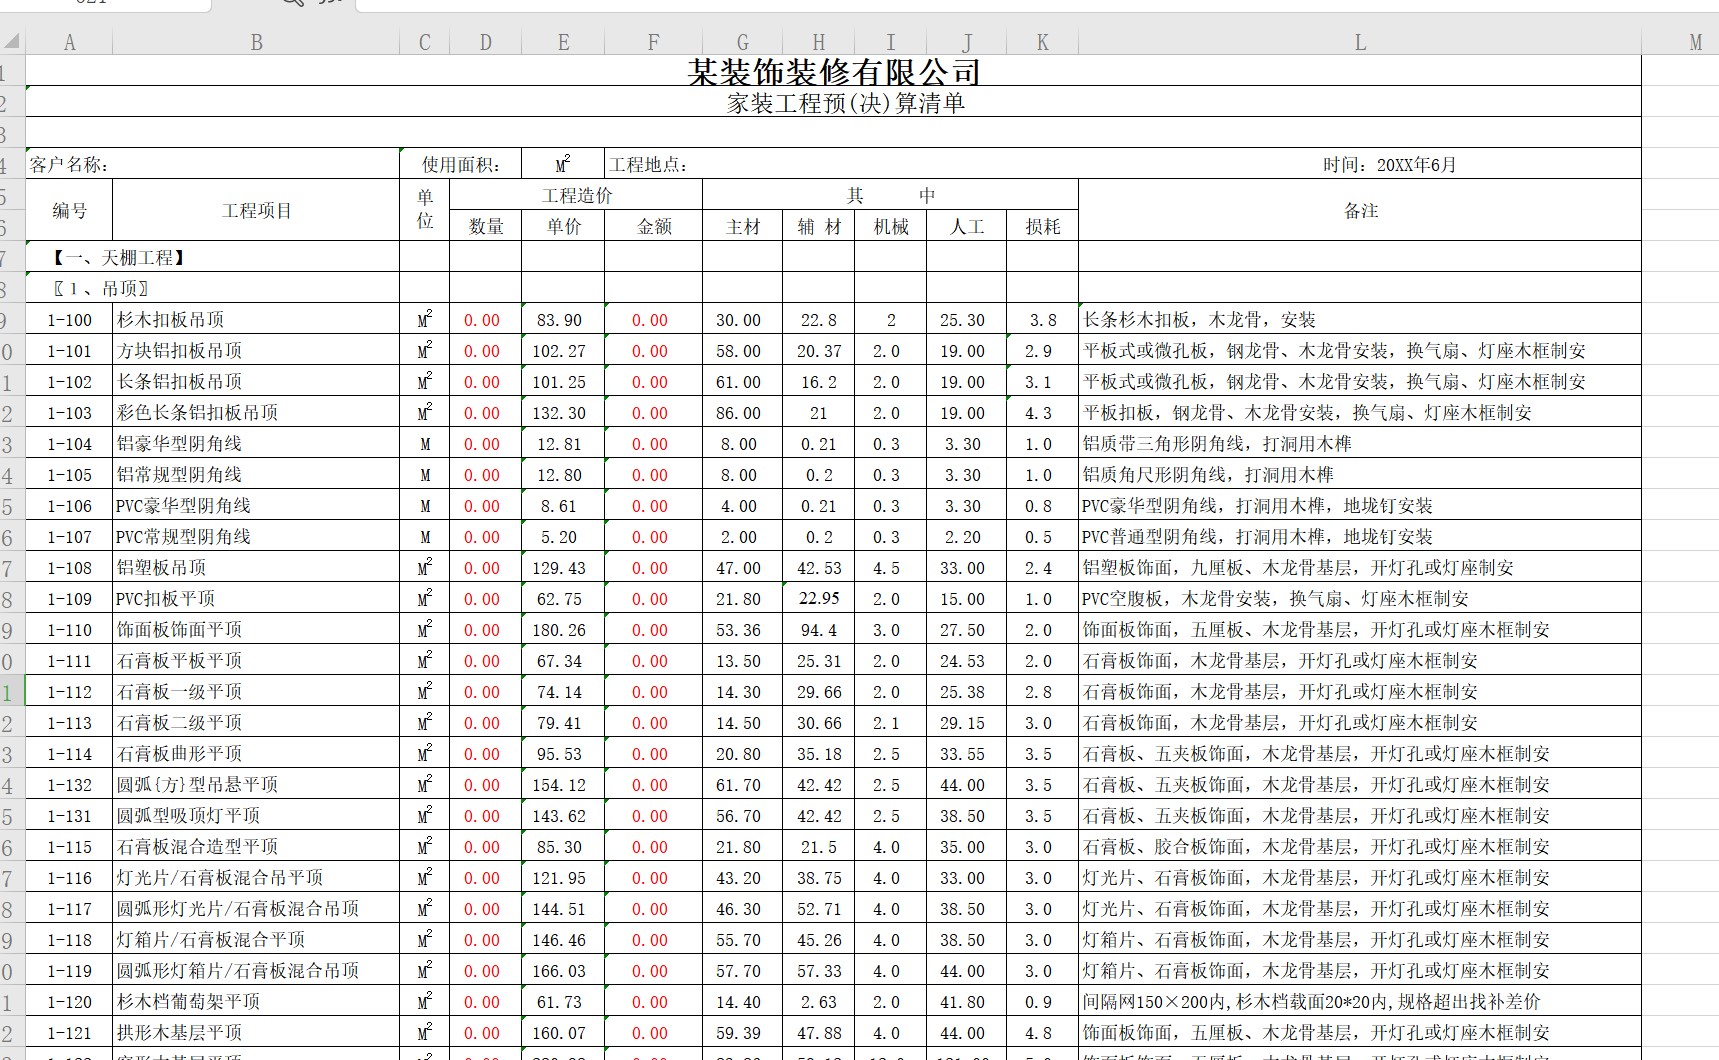 A B C D E F G H I J K L M
某装饰装修有限公司
家装工程预(决)算清单
客户名称： 使用面积： M² 工程地点： 时间：20XX年6月
编号 工程项目 单位 工程造价 其 中 备注
数量 单价 金额 主材 辅 材 机械 人工 损耗
【一、天棚工程】
〖1、吊顶〗
1-100 杉木扣板吊顶 M² 0.00 83.90 0.00 30.00 22.8 2 25.30 3.8 长条杉木扣板，木龙骨，安装
1-101 方块铝扣板吊顶 M² 0.00 102.27 0.00 58.00 20.37 2.0 19.00 2.9 平板式或微孔板，钢龙骨、木龙骨安装，换气扇、灯座木框制安
1-102 长条铝扣板吊顶 M² 0.00 101.25 0.00 61.00 16.2 2.0 19.00 3.1 平板式或微孔板，钢龙骨、木龙骨安装，换气扇、灯座木框制安
1-103 彩色长条铝扣板吊顶 M² 0.00 132.30 0.00 86.00 21 2.0 19.00 4.3 平板扣板，钢龙骨、木龙骨安装，换气扇、灯座木框制安
1-104 铝豪华型阴角线 M 0.00 12.81 0.00 8.00 0.21 0.3 3.30 1.0 铝质带三角形阴角线，打洞用木榫
1-105 铝常规型阴角线 M 0.00 12.80 0.00 8.00 0.2 0.3 3.30 1.0 铝质角尺形阴角线，打洞用木榫
1-106 PVC豪华型阴角线 M 0.00 8.61 0.00 4.00 0.21 0.3 3.30 0.8 PVC豪华型阴角线，打洞用木榫，地垅钉安装
1-107 PVC常规型阴角线 M 0.00 5.20 0.00 2.00 0.2 0.3 2.20 0.5 PVC普通型阴角线，打洞用木榫，地垅钉安装
1-108 铝塑板吊顶 M² 0.00 129.43 0.00 47.00 42.53 4.5 33.00 2.4 铝塑板饰面，九厘板、木龙骨基层，开灯孔或灯座制安
1-109 PVC扣板平顶 M² 0.00 62.75 0.00 21.80 22.95 2.0 15.00 1.0 PVC空腹板，木龙骨安装，换气扇、灯座木框制安
1-110 饰面板饰面平顶 M² 0.00 180.26 0.00 53.36 94.4 3.0 27.50 2.0 饰面板饰面，五厘板、木龙骨基层，开灯孔或灯座木框制安
1-111 石膏板平板平顶 M² 0.00 67.34 0.00 13.50 25.31 2.0 24.53 2.0 石膏板饰面，木龙骨基层，开灯孔或灯座木框制安
1-112 石膏板一级平顶 M² 0.00 74.14 0.00 14.30 29.66 2.0 25.38 2.8 石膏板饰面，木龙骨基层，开灯孔或灯座木框制安
1-113 石膏板二级平顶 M² 0.00 79.41 0.00 14.50 30.66 2.1 29.15 3.0 石膏板饰面，木龙骨基层，开灯孔或灯座木框制安
1-114 石膏板曲形平顶 M² 0.00 95.53 0.00 20.80 35.18 2.5 33.55 3.5 石膏板、五夹板饰面，木龙骨基层，开灯孔或灯座木框制安
1-132 圆弧{方}型吊悬平顶 M² 0.00 154.12 0.00 61.70 42.42 2.5 44.00 3.5 石膏板、五夹板饰面，木龙骨基层，开灯孔或灯座木框制安
1-131 圆弧型吸顶灯平顶 M² 0.00 143.62 0.00 56.70 42.42 2.5 38.50 3.5 石膏板、五夹板饰面，木龙骨基层，开灯孔或灯座木框制安
1-115 石膏板混合造型平顶 M² 0.00 85.30 0.00 21.80 21.5 4.0 35.00 3.0 石膏板、胶合板饰面，木龙骨基层，开灯孔或灯座木框制安
1-116 灯光片/石膏板混合吊平顶 M² 0.00 121.95 0.00 43.20 38.75 4.0 33.00 3.0 灯光片、石膏板饰面，木龙骨基层，开灯孔或灯座木框制安
1-117 圆弧形灯光片/石膏板混合吊顶 M² 0.00 144.51 0.00 46.30 52.71 4.0 38.50 3.0 灯光片、石膏板饰面，木龙骨基层，开灯孔或灯座木框制安
1-118 灯箱片/石膏板混合平顶 M² 0.00 146.46 0.00 55.70 45.26 4.0 38.50 3.0 灯箱片、石膏板饰面，木龙骨基层，开灯孔或灯座木框制安
1-119 圆弧形灯箱片/石膏板混合吊顶 M² 0.00 166.03 0.00 57.70 57.33 4.0 44.00 3.0 灯箱片、石膏板饰面，木龙骨基层，开灯孔或灯座木框制安
1-120 杉木档葡萄架平顶 M² 0.00 61.73 0.00 14.40 2.63 2.0 41.80 0.9 间隔网150×200内,杉木档载面20*20内,规格超出找补差价
1-121 拱形木基层平顶 M² 0.00 160.07 0.00 59.39 47.88 4.0 44.00 4.8 饰面板饰面，五厘板、木龙骨基层，开灯孔或灯座木框制安